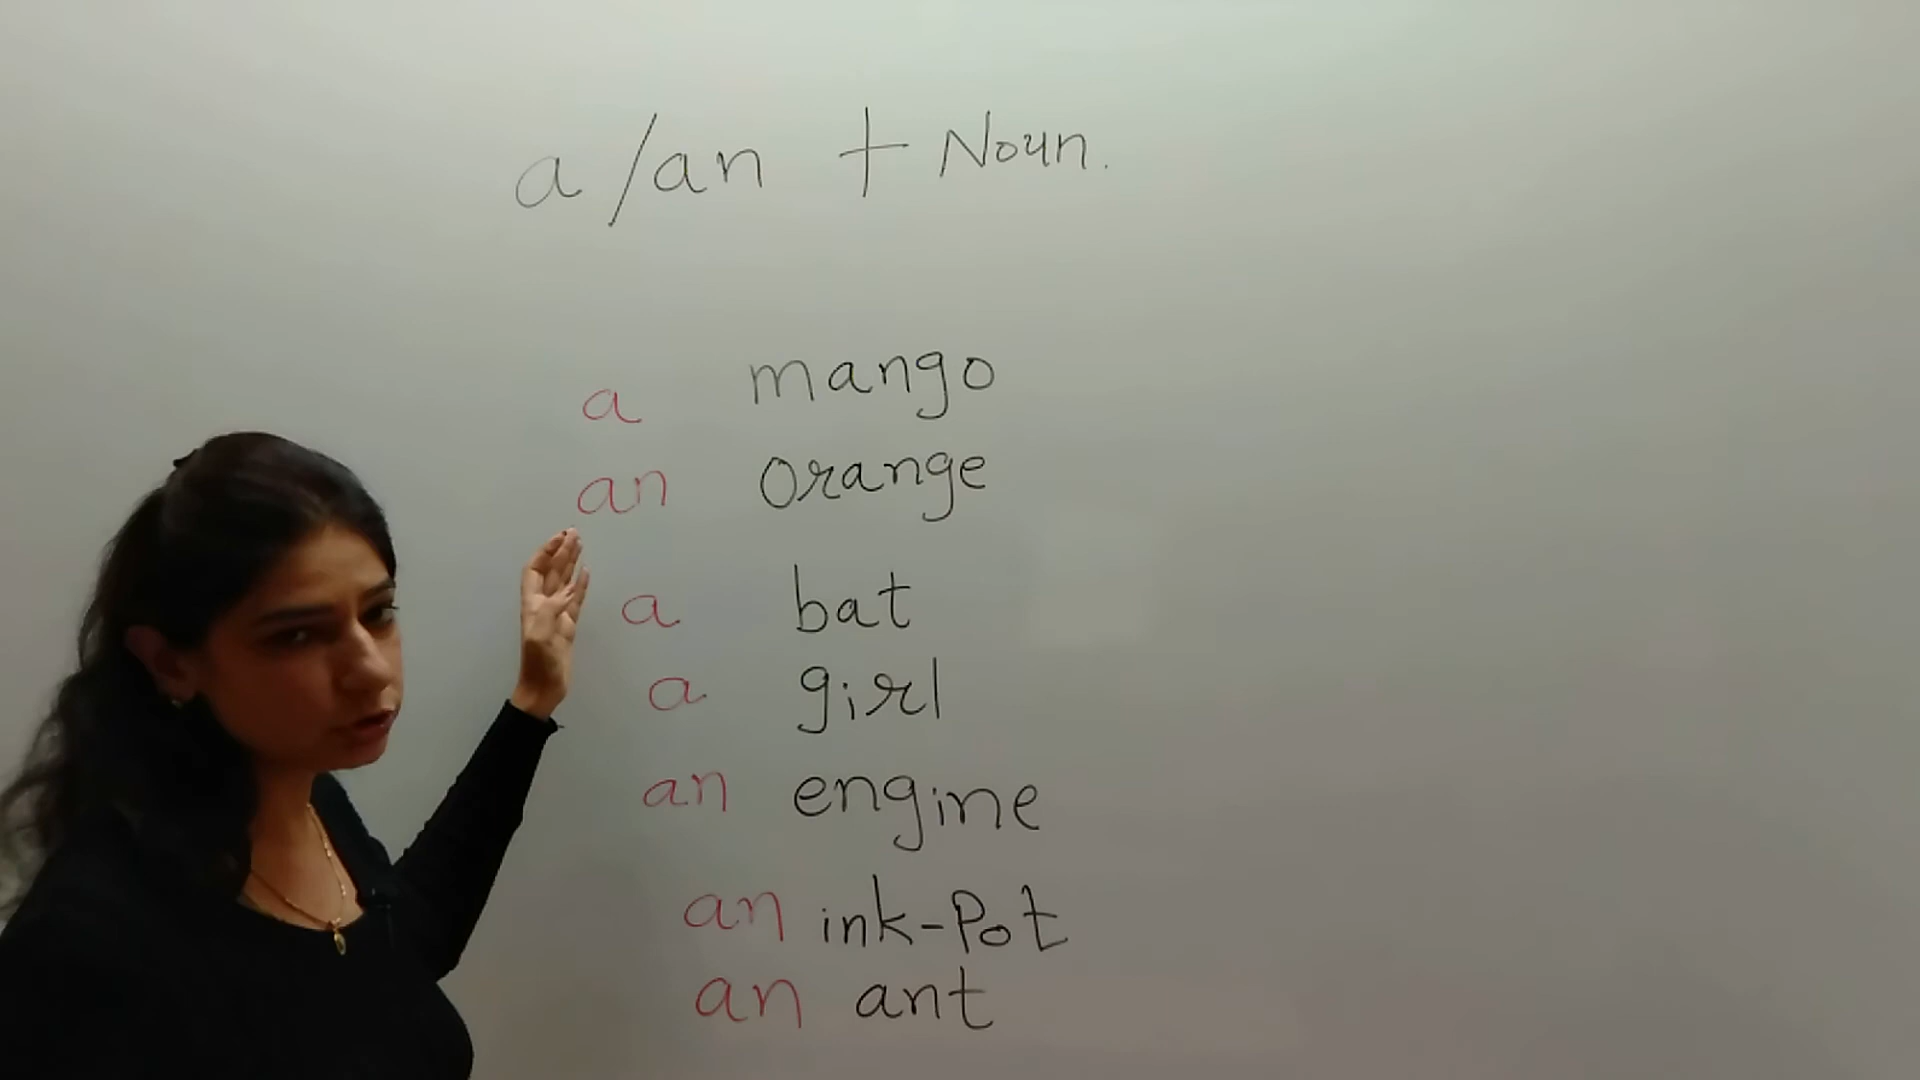 a/an + Noun.
a mango
an orange
a bat
a girl
an engine
an ink-Pot
an ant